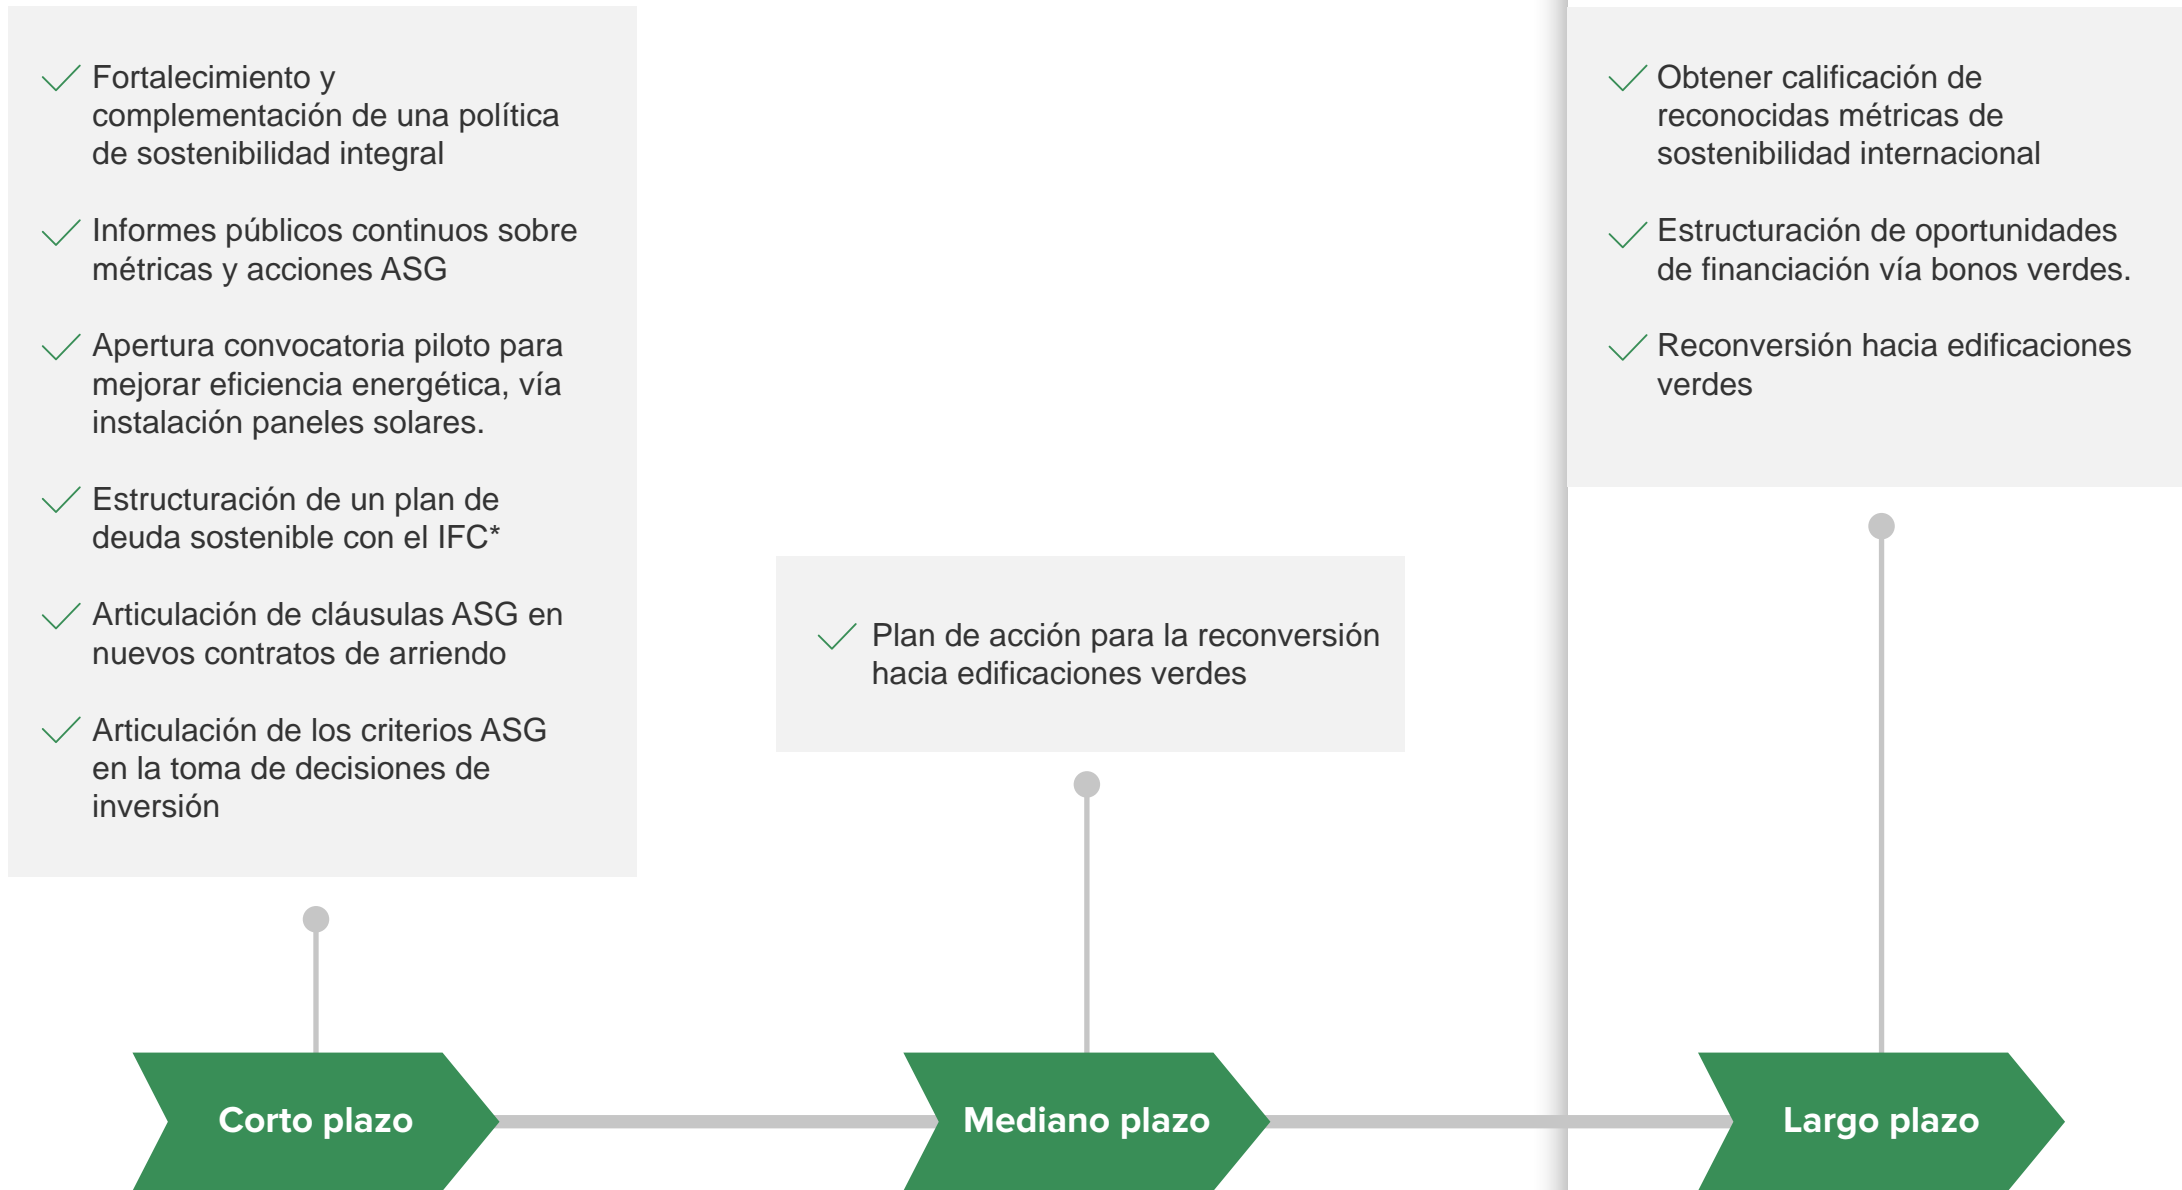 Fortalecimiento y
complementación de una política
de sostenibilidad integral
Informes públicos continuos sobre
métricas y acciones ASG
Apertura convocatoria piloto para
mejorar eficiencia energética, vía
instalación paneles solares.
Estructuración de un plan de
deuda sostenible con el IFC*
Articulación de cláusulas ASG en
nuevos contratos de arriendo
Articulación de los criterios ASG
en la toma de decisiones de
inversión
Plan de acción para la reconversión
hacia edificaciones verdes
Obtener calificación de
reconocidas métricas de
sostenibilidad internacional
Estructuración de oportunidades
de financiación vía bonos verdes.
Reconversión hacia edificaciones
verdes
Corto plazo
Mediano plazo
Largo plazo